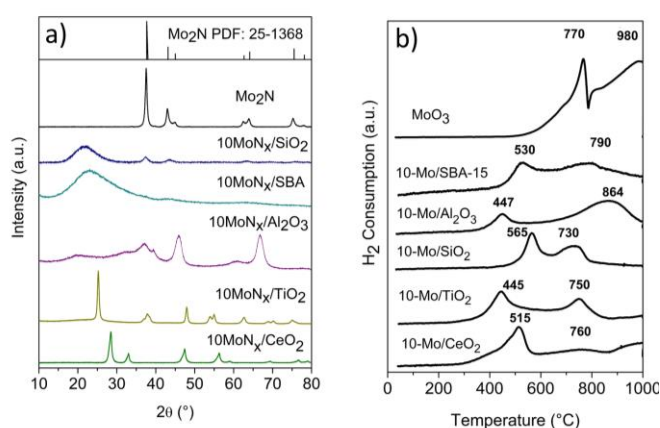 a)
Mo₂N PDF: 25-1368
Mo₂N
10MoNₓ/SiO₂
10MoNₓ/SBA
10MoNₓ/Al₂O₃
10MoNₓ/TiO₂
10MoNₓ/CeO₂
Intensity (a.u.)
10 20 30 40 50 60 70 80
2θ (°)
b)
770 980
MoO₃
530 790
10-Mo/SBA-15
447 864
10-Mo/Al₂O₃
565 730
10-Mo/SiO₂
445 750
10-Mo/TiO₂
515 760
10-Mo/CeO₂
H₂ Consumption (a.u.)
200 400 600 800 1000
Temperature (°C)